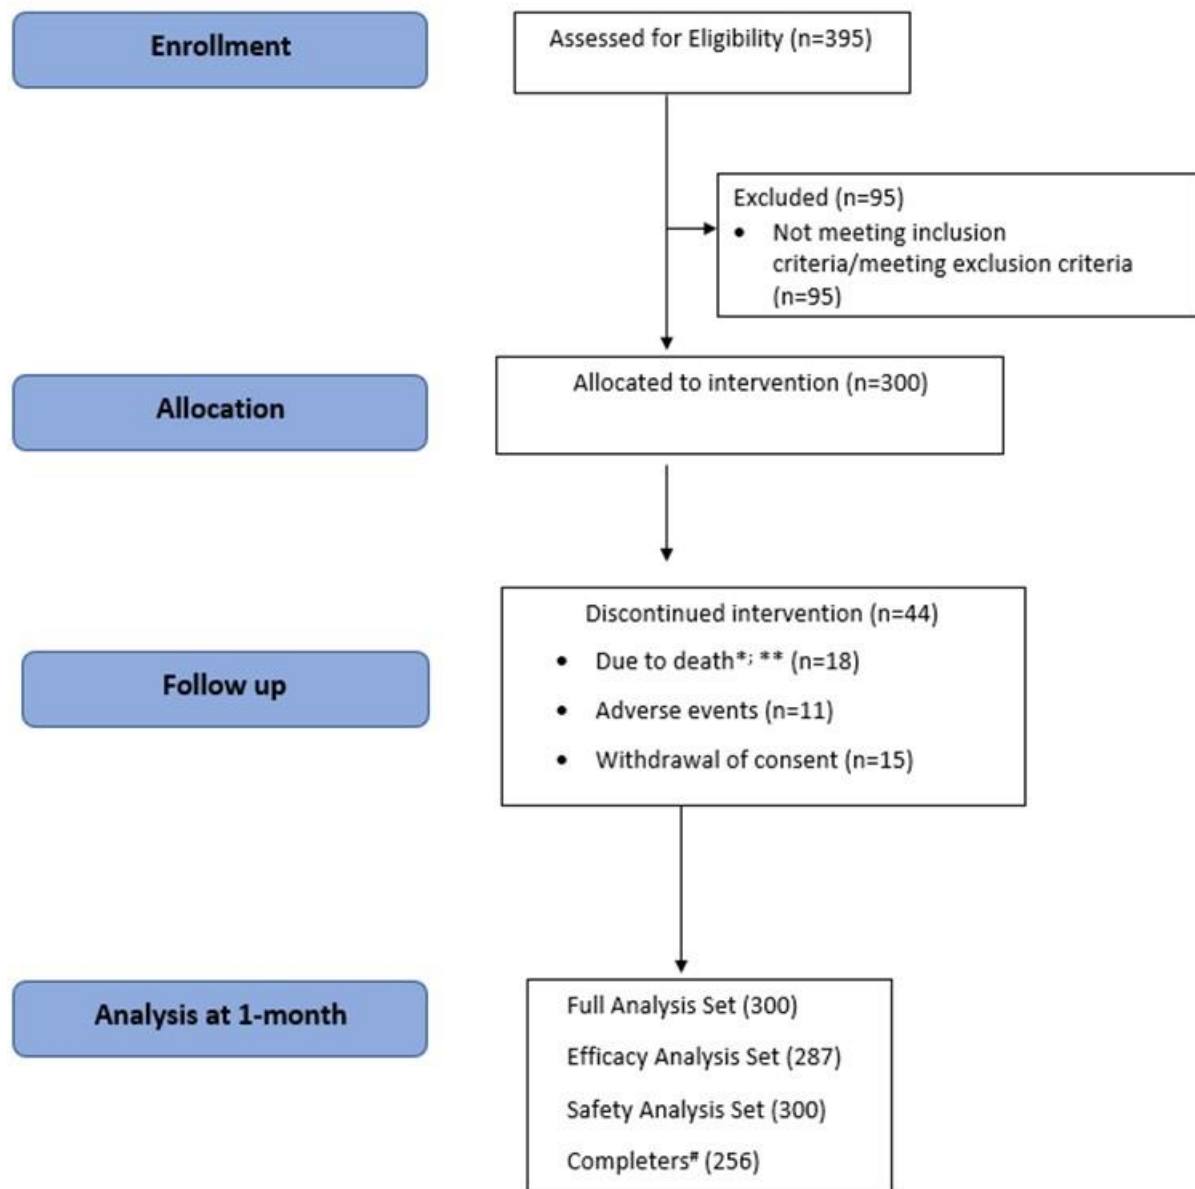 Enrollment
Assessed for Eligibility (n=395)
Excluded (n=95)
• Not meeting inclusion
criteria/meeting exclusion criteria
(n=95)
Allocation
Allocated to intervention (n=300)
Follow up
Discontinued intervention (n=44)
• Due to death*; ** (n=18)
• Adverse events (n=11)
• Withdrawal of consent (n=15)
Analysis at 1-month
Full Analysis Set (300)
Efficacy Analysis Set (287)
Safety Analysis Set (300)
Completers# (256)